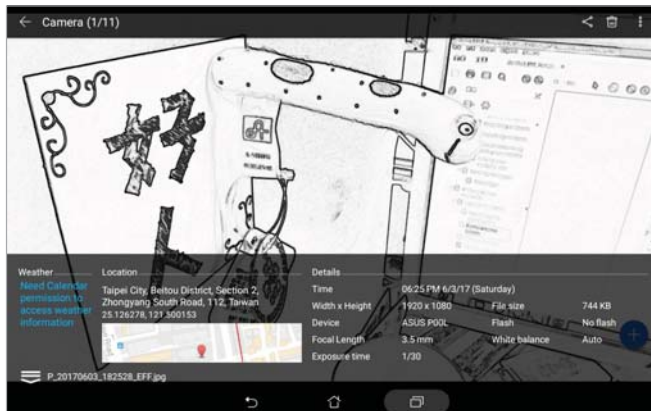 Camera (1/11)
Weather
Need Calendar
permission to
access weather
information
Location
Taipei City, Beitou District, Section 2,
Zhongyang South Road, 112, Taiwan
25.126278, 121.500153
Details
Time 06:25 PM 6/3/17 (Saturday)
Width x Height 1920 x 1080 File size 744 KB
Device ASUS P00L Flash No flash
Focal Length 3.5 mm White balance Auto
Exposure time 1/30
P_20170603_182528_EFF.jpg